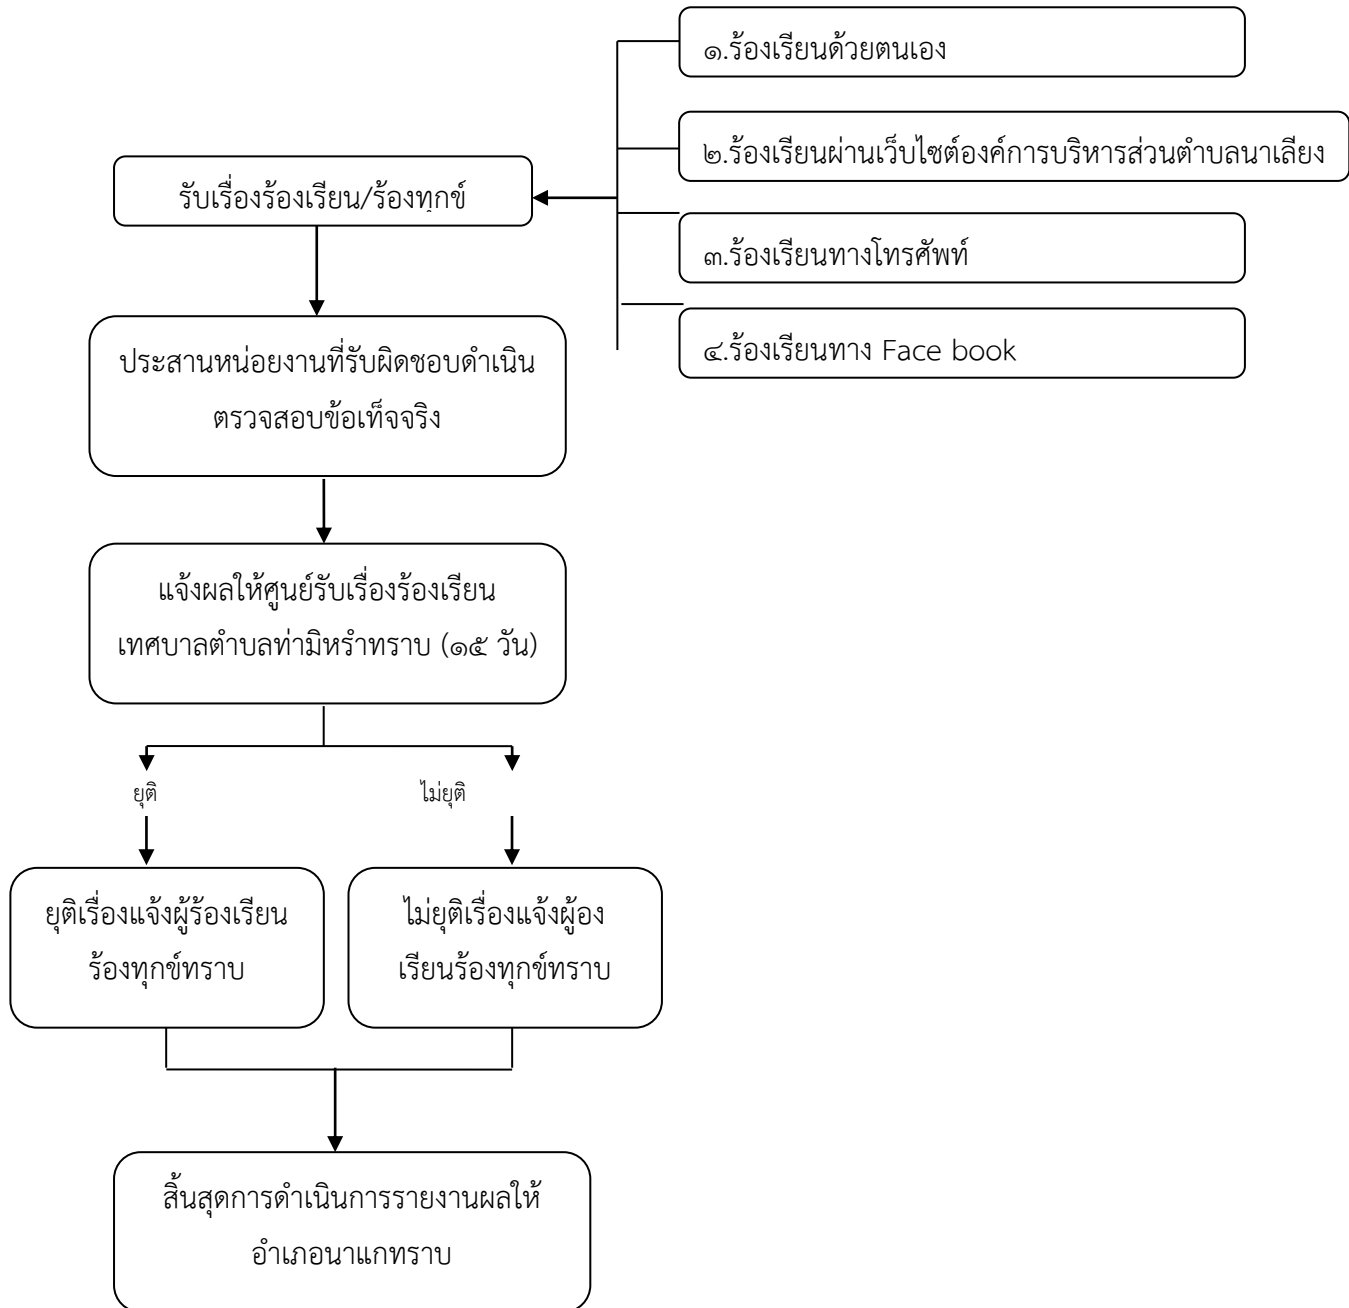 ๑.ร้องเรียนด้วยตนเอง
๒.ร้องเรียนผ่านเว็บไซต์องค์การบริหารส่วนตำบลนาเลียง
รับเรื่องร้องเรียน/ร้องทุกข์
๓.ร้องเรียนทางโทรศัพท์
๔.ร้องเรียนทาง Face book
ประสานหน่อยงานที่รับผิดชอบดำเนิน
ตรวจสอบข้อเท็จจริง
แจ้งผลให้ศูนย์รับเรื่องร้องเรียน
เทศบาลตำบลท่ามิหรำทราบ (๑๕ วัน)
ยุติ
ไม่ยุติ
ยุติเรื่องแจ้งผู้ร้องเรียน
ร้องทุกข์ทราบ
ไม่ยุติเรื่องแจ้งผู้อง
เรียนร้องทุกข์ทราบ
สิ้นสุดการดำเนินการรายงานผลให้
อำเภอนาแกทราบ